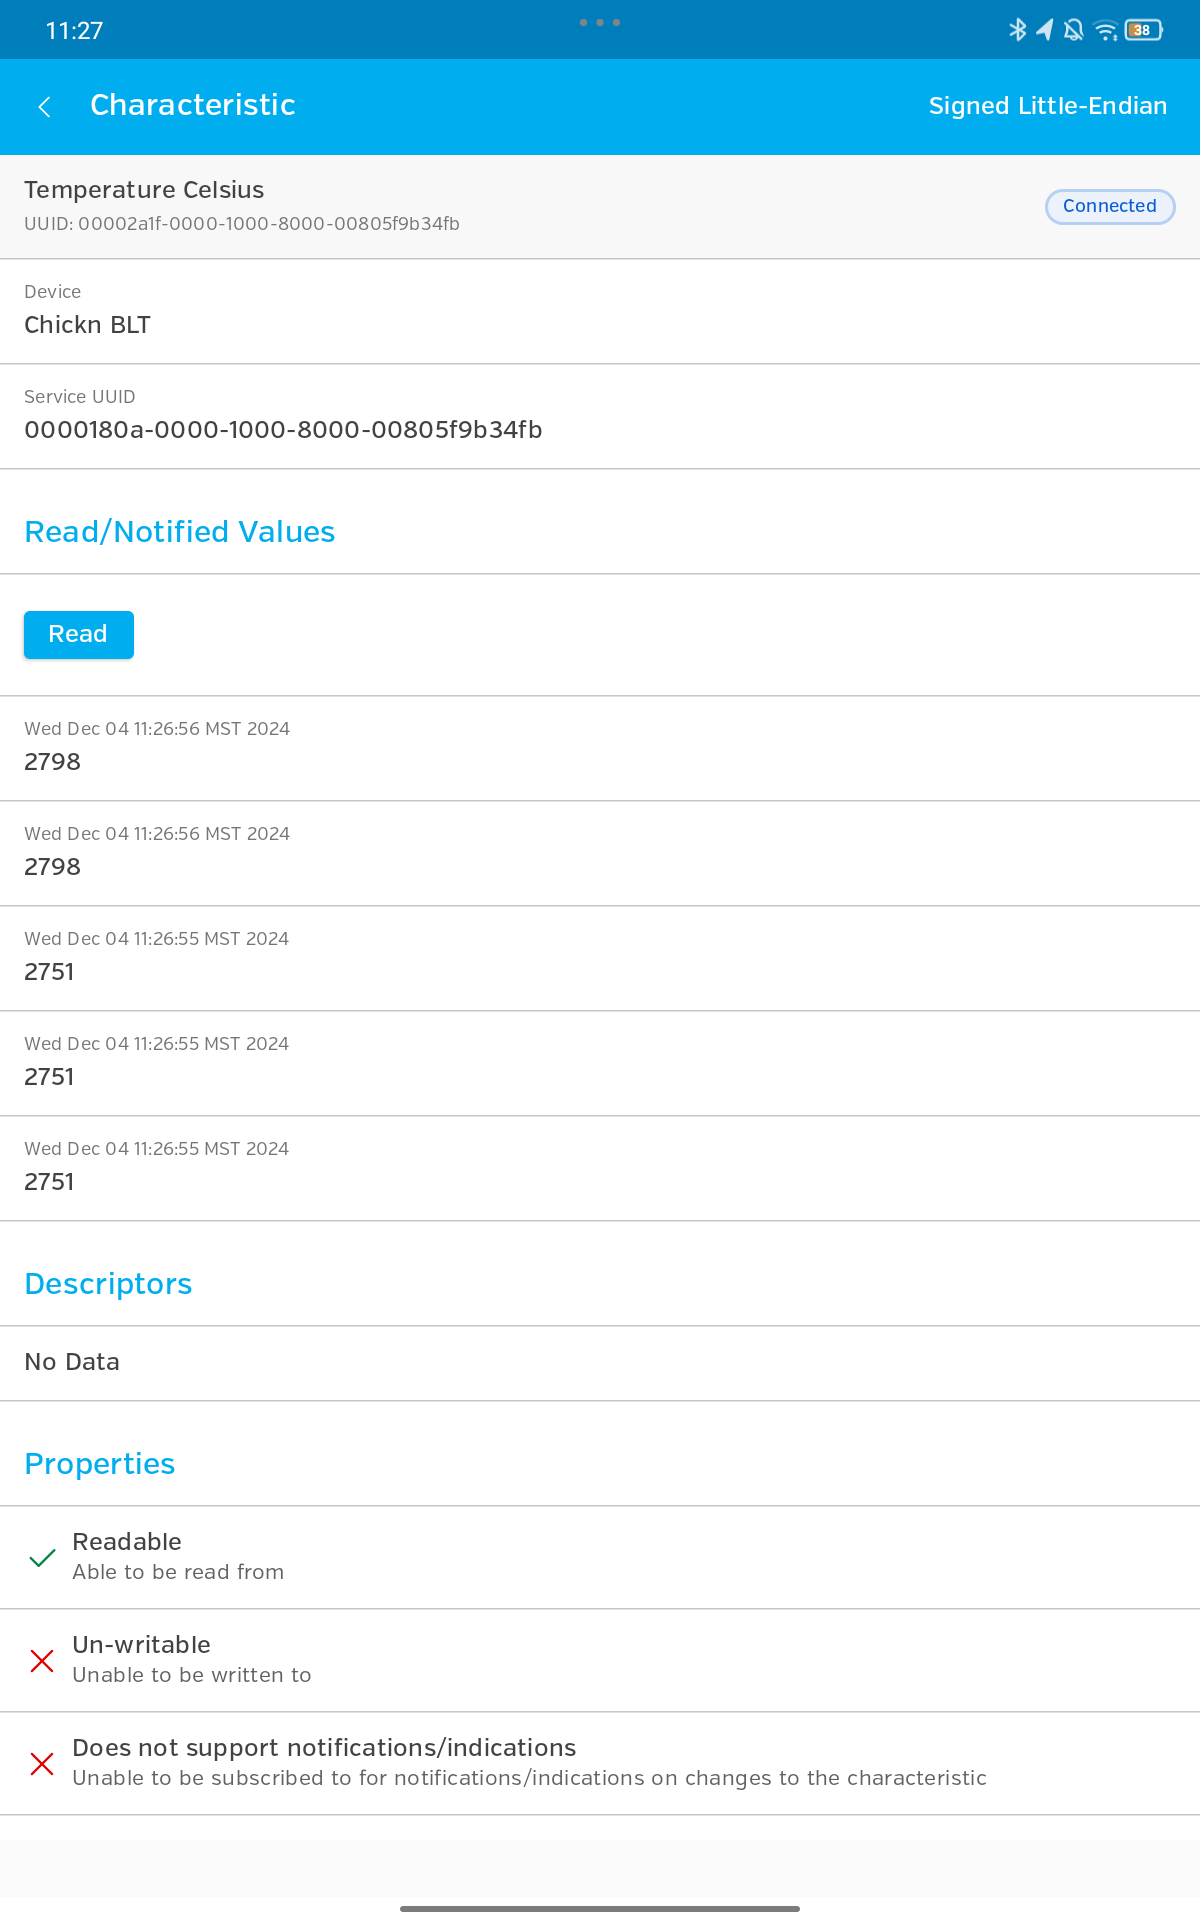 11:27
38
Characteristic
Signed Little-Endian
Temperature Celsius
UUID: 00002a1f-0000-1000-8000-00805f9b34fb
Connected
Device
Chickn BLT
Service UUID
0000180a-0000-1000-8000-00805f9b34fb
Read/Notified Values
Read
Wed Dec 04 11:26:56 MST 2024
2798
Wed Dec 04 11:26:56 MST 2024
2798
Wed Dec 04 11:26:55 MST 2024
2751
Wed Dec 04 11:26:55 MST 2024
2751
Wed Dec 04 11:26:55 MST 2024
2751
Descriptors
No Data
Properties
Readable
Able to be read from
Un-writable
Unable to be written to
Does not support notifications/indications
Unable to be subscribed to for notifications/indications on changes to the characteristic